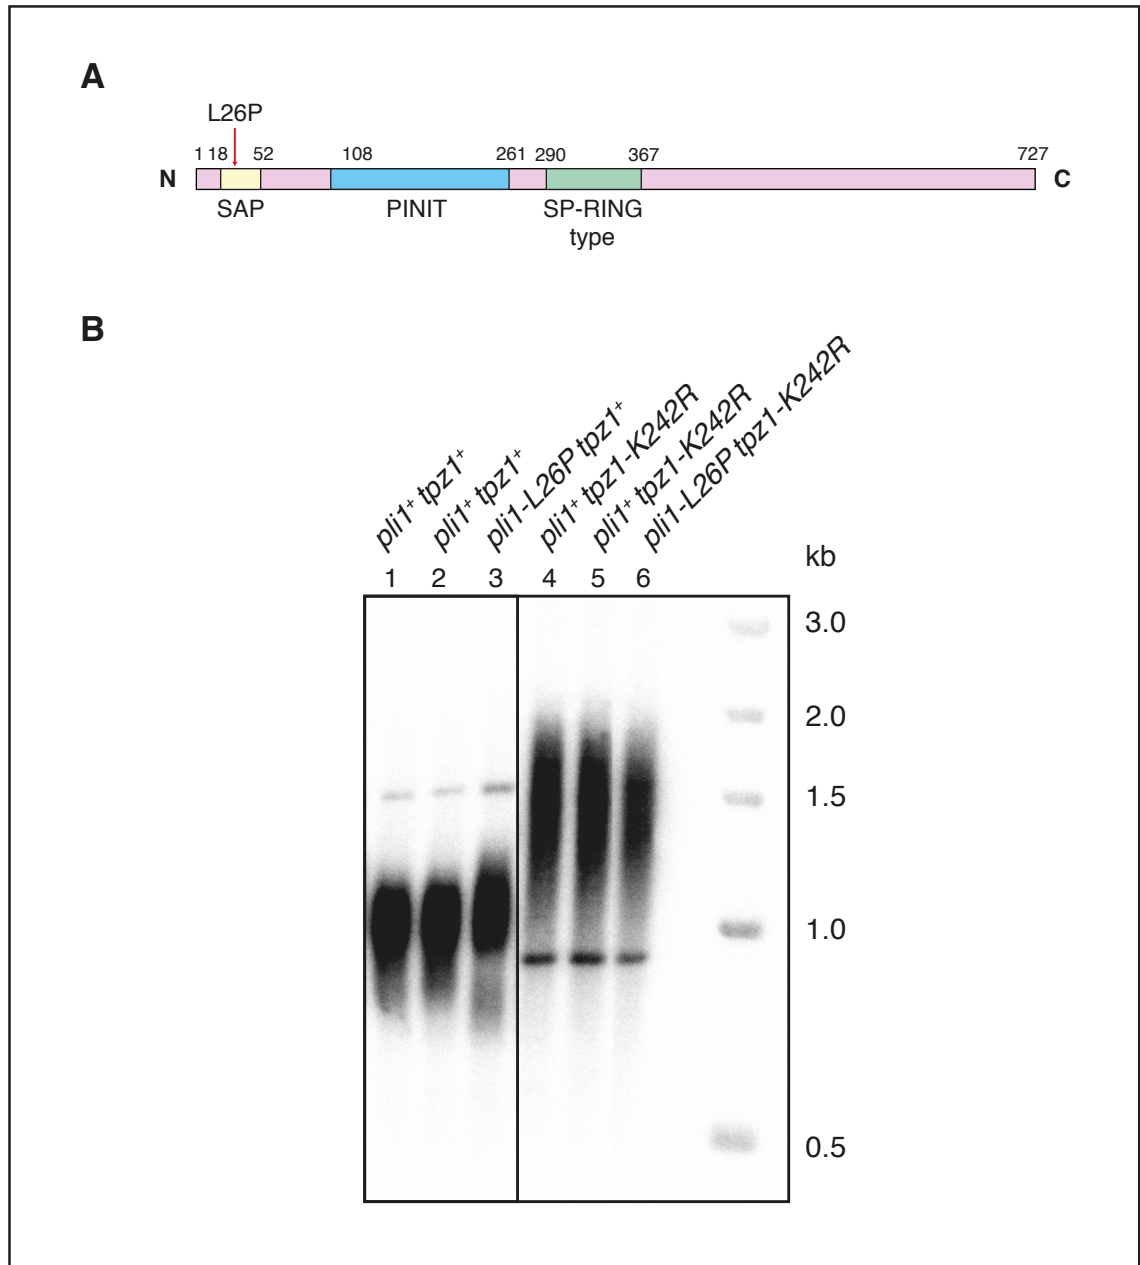 A
L26P
1 18 52 108 261 290 367 727
N C
SAP PINIT SP-RING
type
B
pli1⁺ tpz1⁺
pli1⁺ tpz1⁺
pli1-L26P tpz1⁺
pli1⁺ tpz1-K242R
pli1⁺ tpz1-K242R
pli1-L26P tpz1-K242R
kb
1 2 3 4 5 6
3.0
2.0
1.5
1.0
0.5